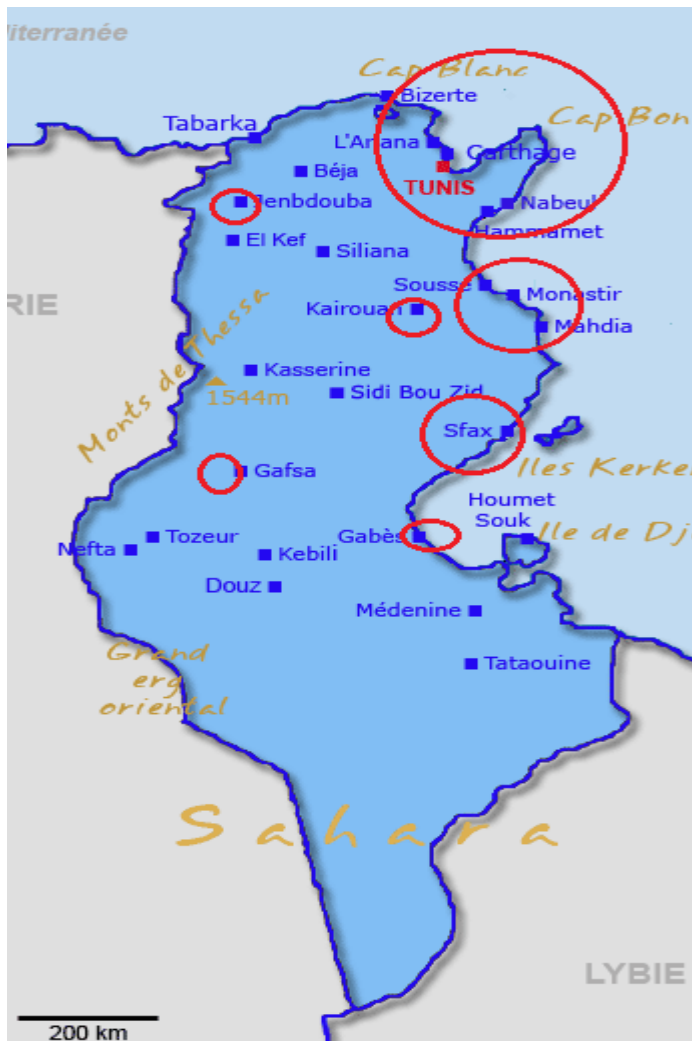 diterranée
Cap Blanc
Bizerte
Cap Bon
Tabarka
L'Ariana
Carthage
Béja
TUNIS
Jenbdouba
Nabeul
Hammamet
El Kef
Siliana
Sousse
Monastir
RIE
Kairouan
Mahdia
Monts de Thessa
Kasserine
1544m
Sidi Bou Zid
Sfax
Iles Kerker
Gafsa
Houmet
Souk
Ile de Dj
Tozeur
Gabès
Nefta
Kebili
Douz
Médenine
Grand
erg
oriental
Tataouine
Sahara
LYBIE
200 km